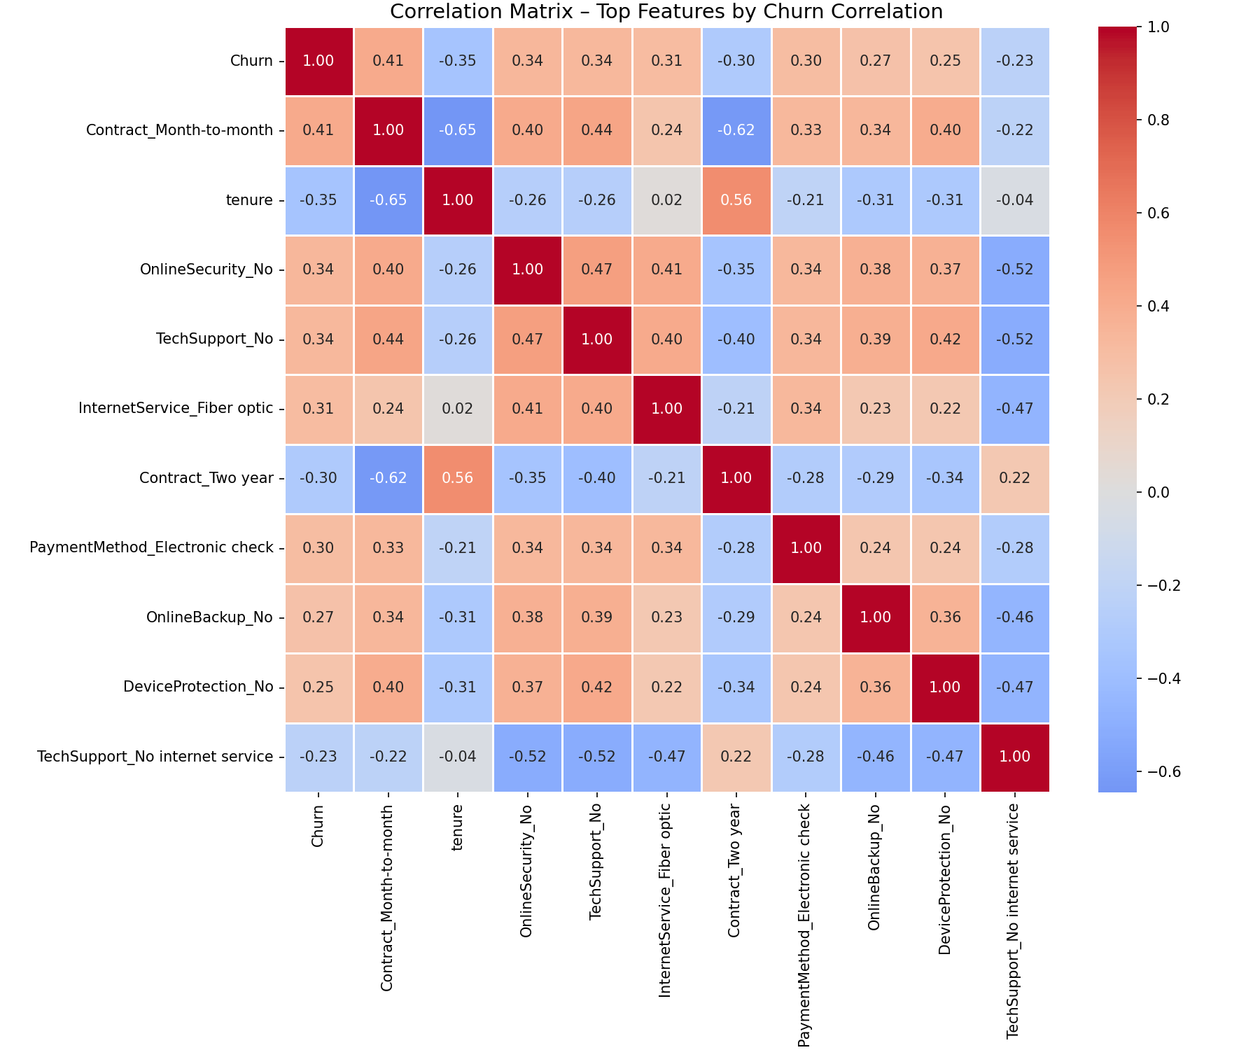 Correlation Matrix – Top Features by Churn Correlation
Churn 1.00 0.41 -0.35 0.34 0.34 0.31 -0.30 0.30 0.27 0.25 -0.23
Contract_Month-to-month 0.41 1.00 -0.65 0.40 0.44 0.24 -0.62 0.33 0.34 0.40 -0.22
tenure -0.35 -0.65 1.00 -0.26 -0.26 0.02 0.56 -0.21 -0.31 -0.31 -0.04
OnlineSecurity_No 0.34 0.40 -0.26 1.00 0.47 0.41 -0.35 0.34 0.38 0.37 -0.52
TechSupport_No 0.34 0.44 -0.26 0.47 1.00 0.40 -0.40 0.34 0.39 0.42 -0.52
InternetService_Fiber optic 0.31 0.24 0.02 0.41 0.40 1.00 -0.21 0.34 0.23 0.22 -0.47
Contract_Two year -0.30 -0.62 0.56 -0.35 -0.40 -0.21 1.00 -0.28 -0.29 -0.34 0.22
PaymentMethod_Electronic check 0.30 0.33 -0.21 0.34 0.34 0.34 -0.28 1.00 0.24 0.24 -0.28
OnlineBackup_No 0.27 0.34 -0.31 0.38 0.39 0.23 -0.29 0.24 1.00 0.36 -0.46
DeviceProtection_No 0.25 0.40 -0.31 0.37 0.42 0.22 -0.34 0.24 0.36 1.00 -0.47
TechSupport_No internet service -0.23 -0.22 -0.04 -0.52 -0.52 -0.47 0.22 -0.28 -0.46 -0.47 1.00
Churn
Contract_Month-to-month
tenure
OnlineSecurity_No
TechSupport_No
InternetService_Fiber optic
Contract_Two year
PaymentMethod_Electronic check
OnlineBackup_No
DeviceProtection_No
TechSupport_No internet service
1.0
0.8
0.6
0.4
0.2
0.0
−0.2
−0.4
−0.6